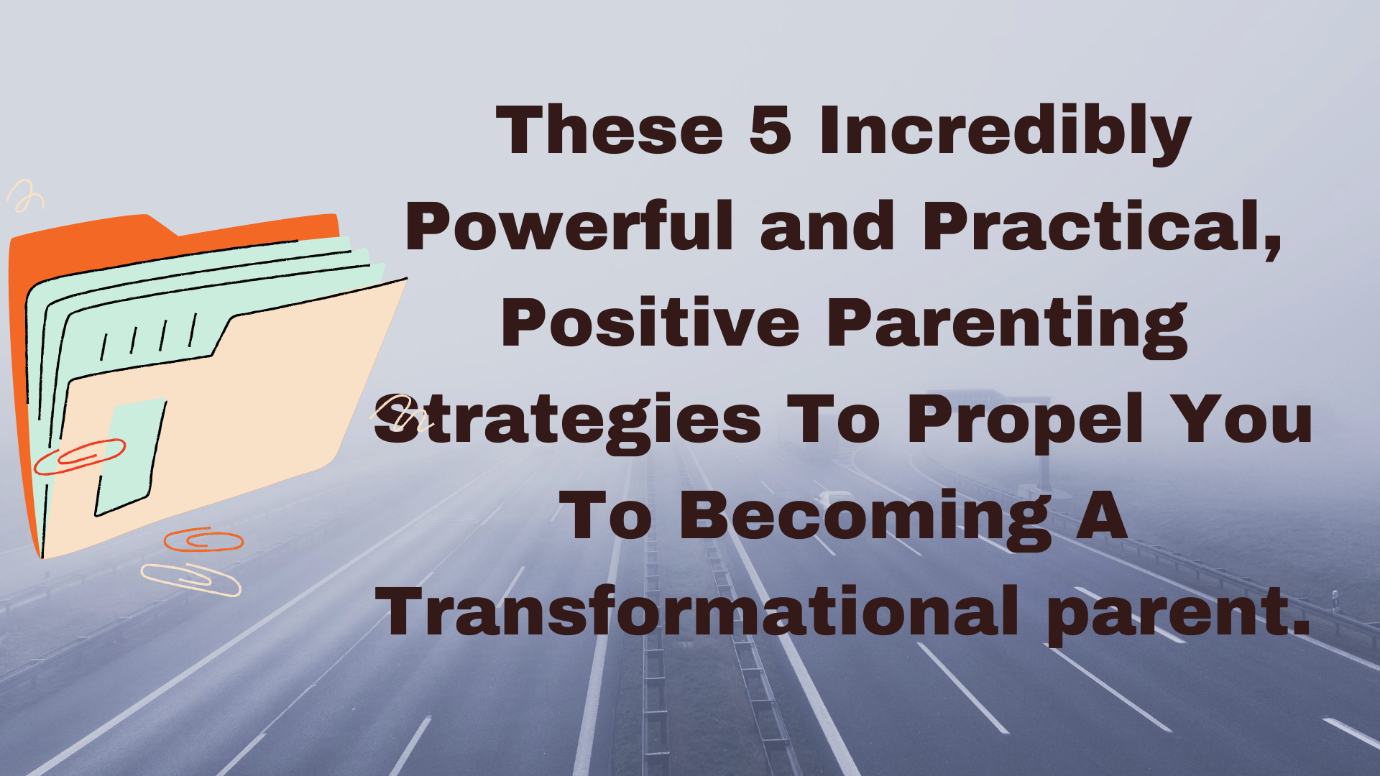 These 5 Incredibly
Powerful and Practical,
Positive Parenting
Strategies To Propel You
To Becoming A
Transformational parent.